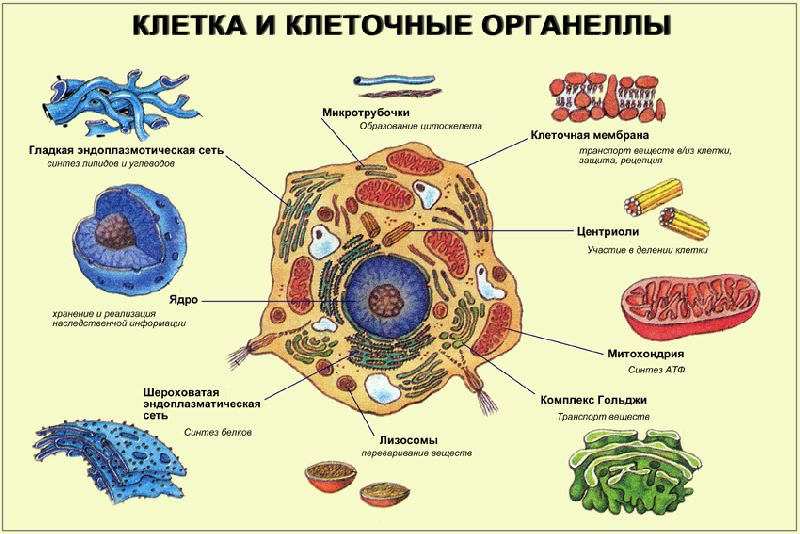 КЛЕТКА И КЛЕТОЧНЫЕ ОРГАНЕЛЛЫ
Микротрубочки
Образование цитоскелета
Клеточная мембрана
транспорт веществ в/из клетки,
защита, рецепция
Гладкая эндоплазмотическая сеть
синтез липидов и углеводов
Центриоли
Участие в делении клетки
Ядро
хранение и реализация
наследственной информации
Митохондрия
Синтез АТФ
Шероховатая
эндоплазматическая
сеть
Синтез белков
Комплекс Гольджи
Транспорт веществ
Лизосомы
переваривание веществ